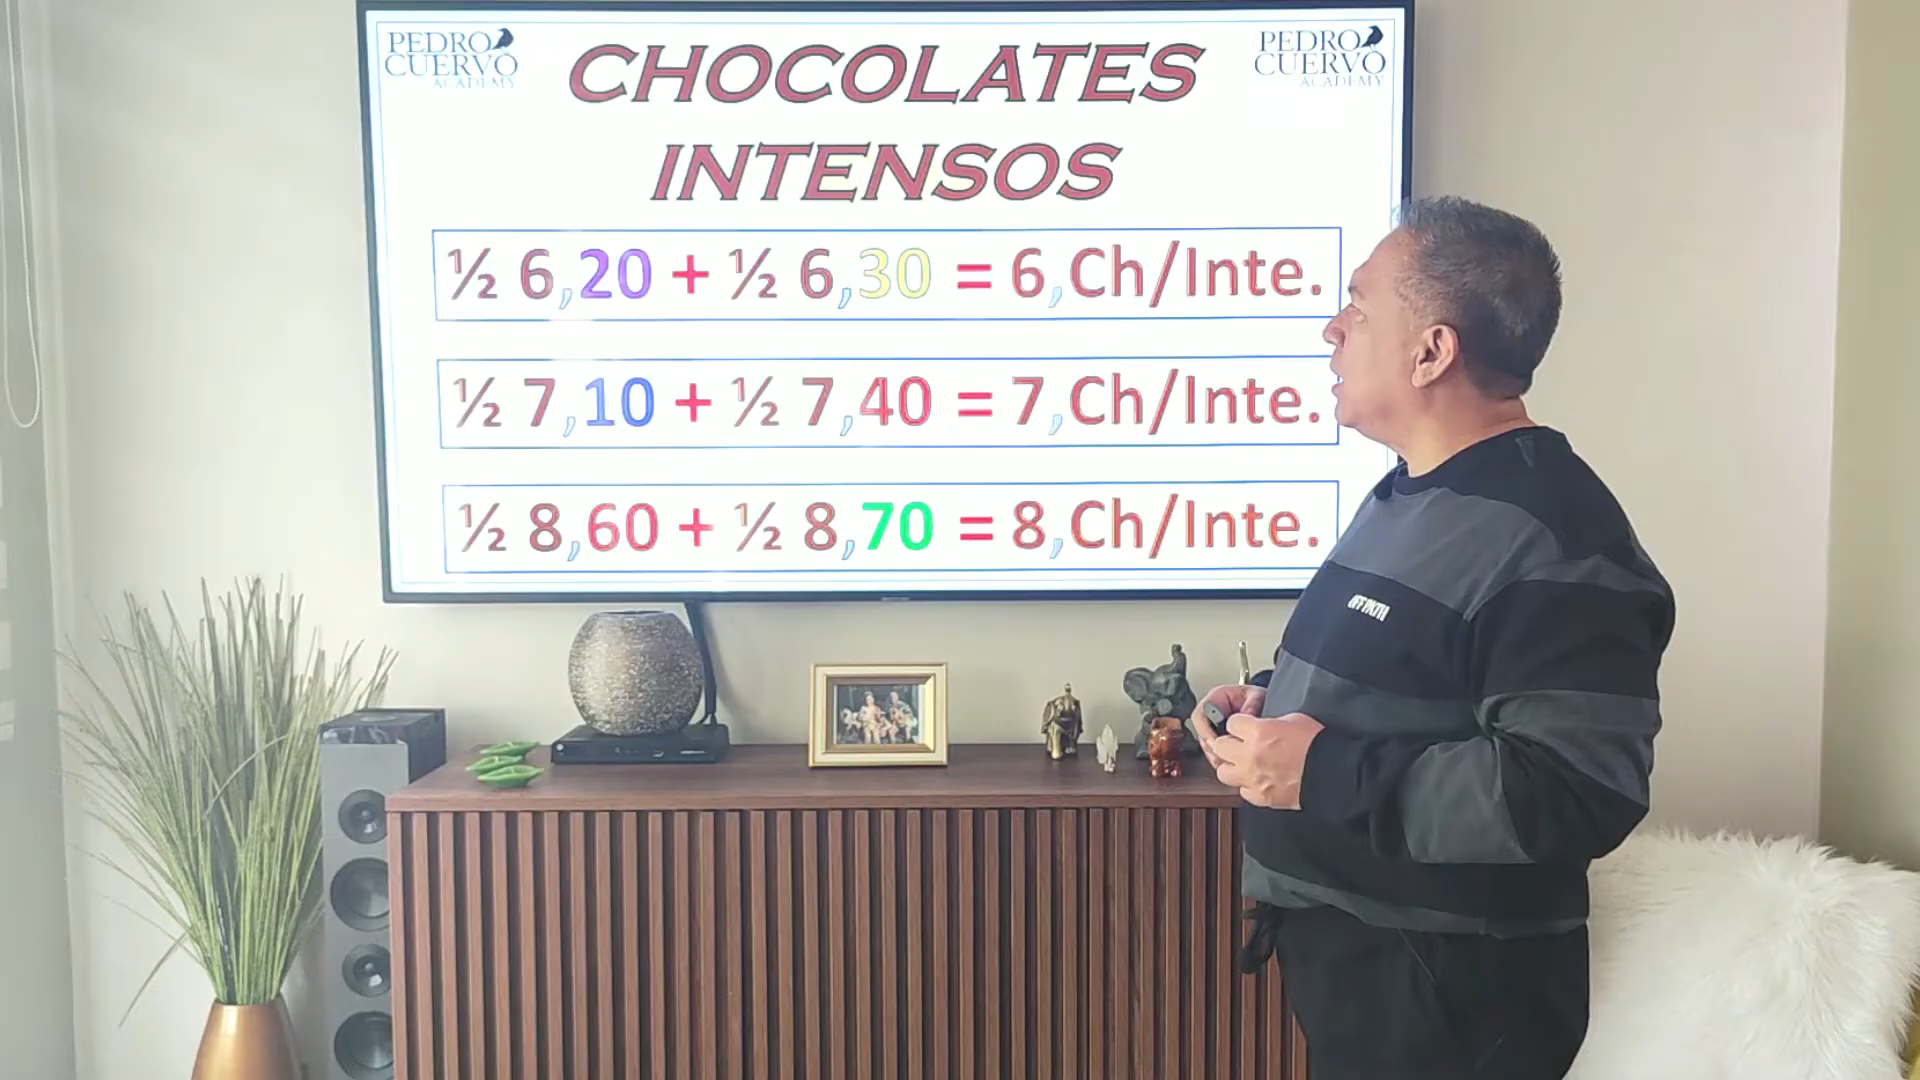 PEDRO
CUERVO
ACADEMY
PEDRO
CUERVO
ACADEMY
CHOCOLATES
INTENSOS
½ 6,20 + ½ 6,30 = 6,Ch/Inte.
½ 7,10 + ½ 7,40 = 7,Ch/Inte.
½ 8,60 + ½ 8,70 = 8,Ch/Inte.
OFF PATH